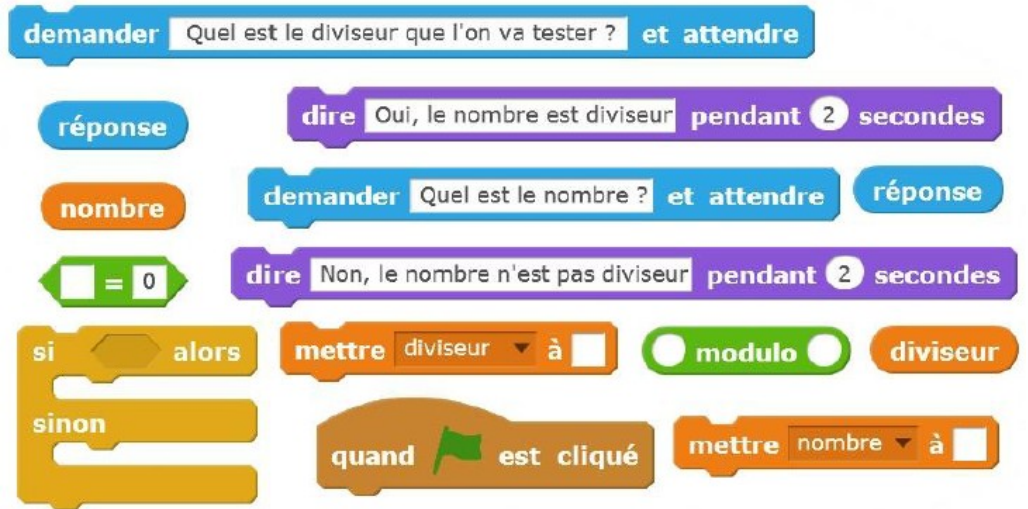 demander Quel est le diviseur que l'on va tester ? et attendre
réponse
dire Oui, le nombre est diviseur pendant 2 secondes
nombre
demander Quel est le nombre ? et attendre
réponse
= 0
dire Non, le nombre n'est pas diviseur pendant 2 secondes
si alors
sinon
mettre diviseur à
modulo
diviseur
quand est cliqué
mettre nombre à